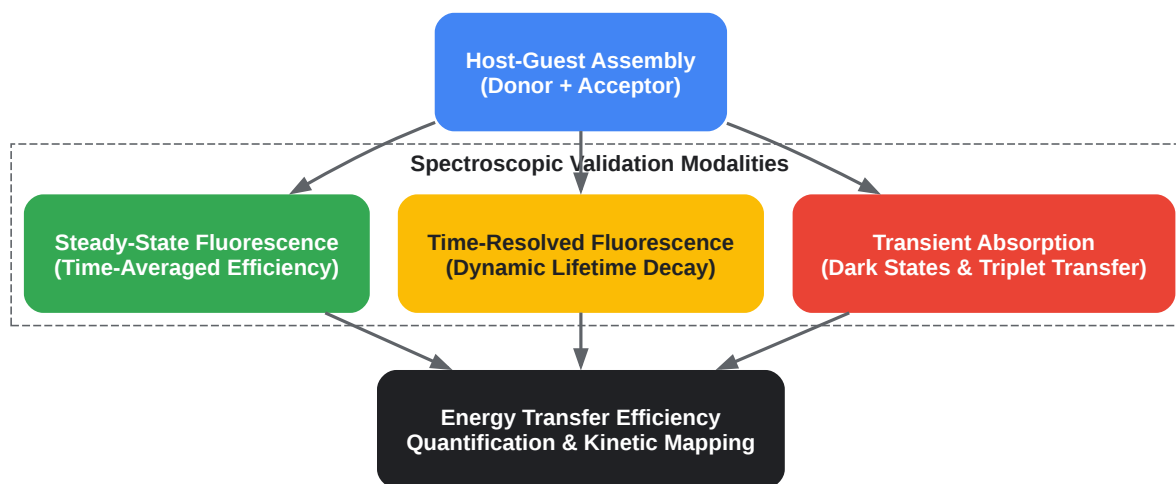 Host-Guest Assembly
(Donor + Acceptor)
Spectroscopic Validation Modalities
Steady-State Fluorescence
(Time-Averaged Efficiency)
Time-Resolved Fluorescence
(Dynamic Lifetime Decay)
Transient Absorption
(Dark States & Triplet Transfer)
Energy Transfer Efficiency
Quantification & Kinetic Mapping